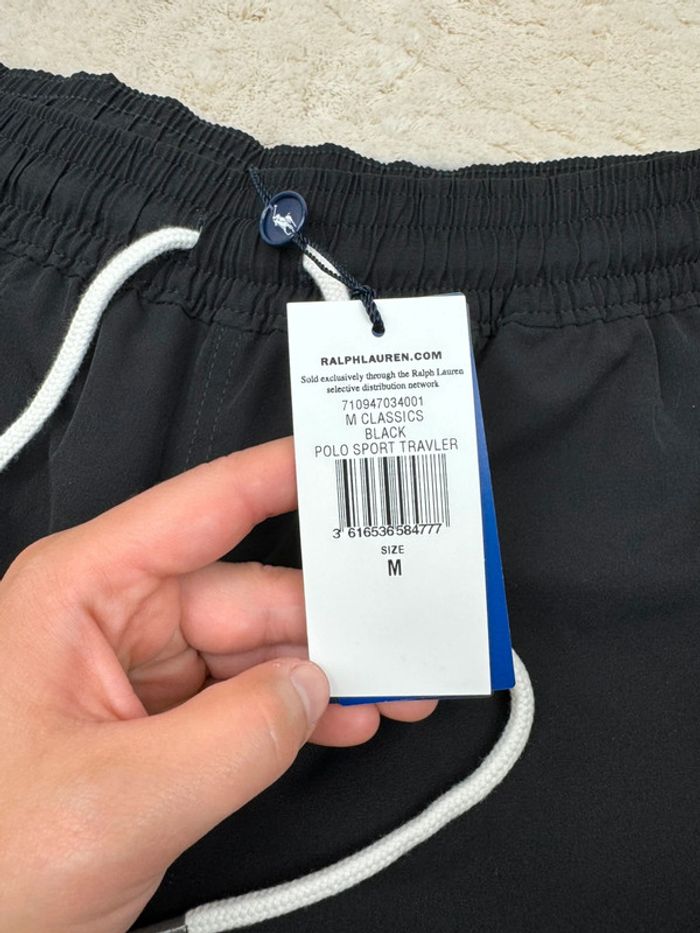 RALPHLAUREN.COM
Sold exclusively through the Ralph Lauren
selective distribution network
710947034001
M CLASSICS
BLACK
POLO SPORT TRAVLER
3 616536 584777
SIZE
M